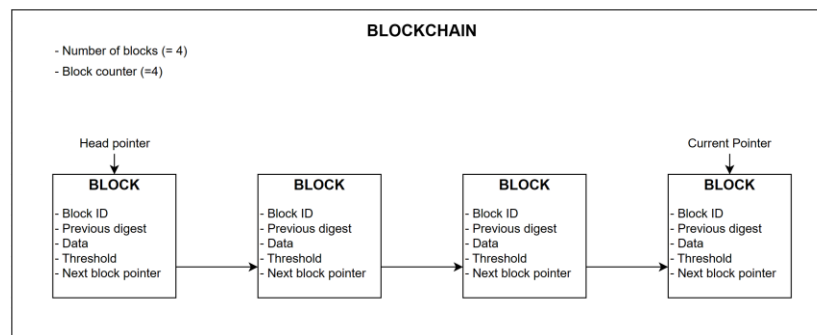 BLOCKCHAIN
- Number of blocks (= 4)
- Block counter (=4)
Head pointer
Current Pointer
BLOCK
- Block ID
- Previous digest
- Data
- Threshold
- Next block pointer
BLOCK
- Block ID
- Previous digest
- Data
- Threshold
- Next block pointer
BLOCK
- Block ID
- Previous digest
- Data
- Threshold
- Next block pointer
BLOCK
- Block ID
- Previous digest
- Data
- Threshold
- Next block pointer